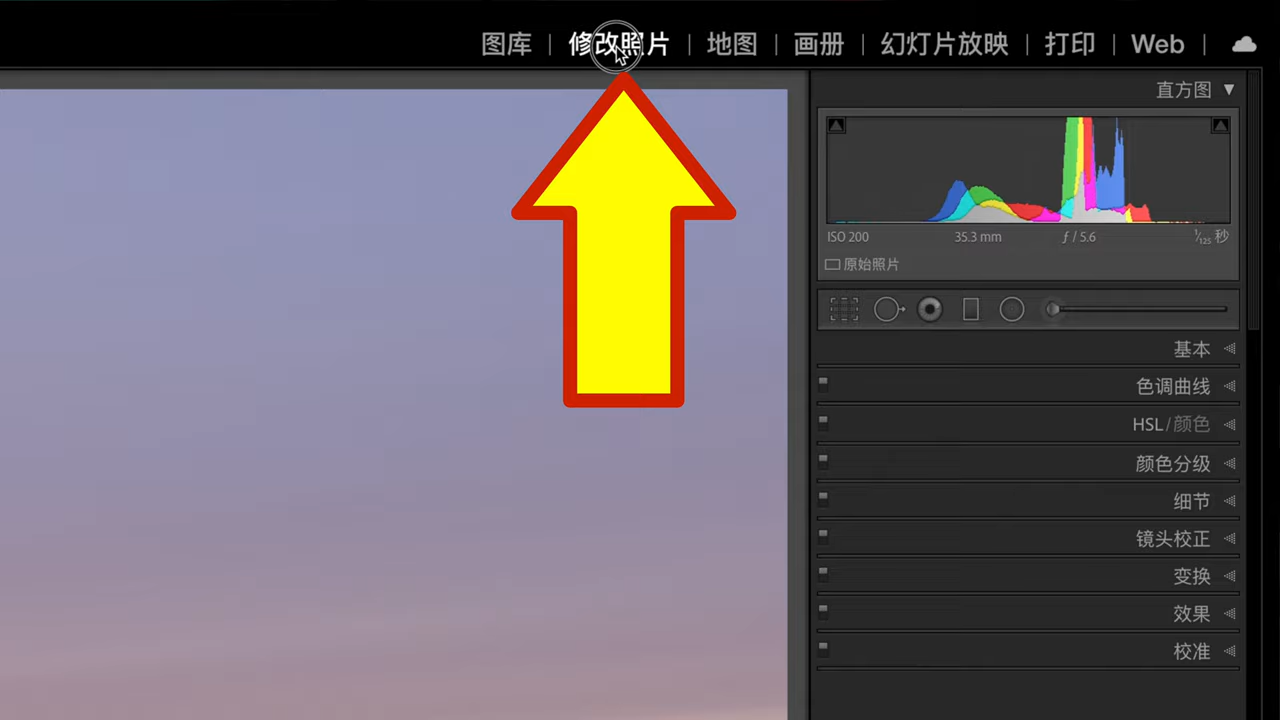 图库 | 修改照片 | 地图 | 画册 | 幻灯片放映 | 打印 | Web |
直方图
ISO 200 35.3 mm ƒ / 5.6 1/125 秒
原始照片
基本
色调曲线
HSL / 颜色
颜色分级
细节
镜头校正
变换
效果
校准